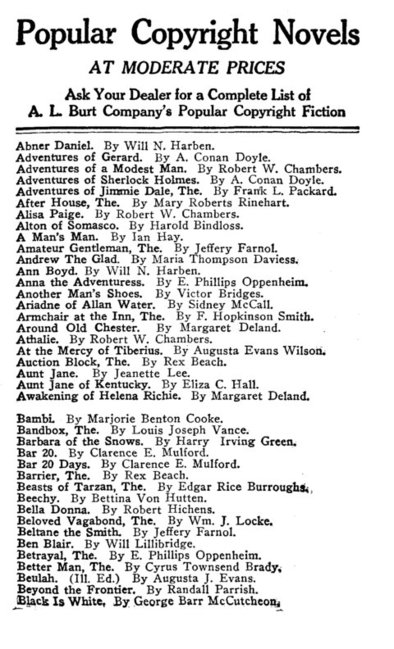 Popular Copyright Novels
AT MODERATE PRICES
Ask Your Dealer for a Complete List of
A. L. Burt Company's Popular Copyright Fiction
Abner Daniel. By Will N. Harben.
Adventures of Gerard. By A. Conan Doyle.
Adventures of a Modest Man. By Robert W. Chambers.
Adventures of Sherlock Holmes. By A. Conan Doyle.
Adventures of Jimmie Dale, The. By Frank L. Packard.
After House, The. By Mary Roberts Rinehart.
Alisa Paige. By Robert W. Chambers.
Alton of Somasco. By Harold Bindloss.
A Man's Man. By Ian Hay.
Amateur Gentleman, The. By Jeffery Farnol.
Andrew The Glad. By Maria Thompson Daviess.
Ann Boyd. By Will N. Harben.
Anna the Adventuress. By E. Phillips Oppenheim.
Another Man's Shoes. By Victor Bridges.
Ariadne of Allan Water. By Sidney McCall.
Armchair at the Inn, The. By F. Hopkinson Smith.
Around Old Chester. By Margaret Deland.
Athalie. By Robert W. Chambers.
At the Mercy of Tiberius. By Augusta Evans Wilson.
Auction Block, The. By Rex Beach.
Aunt Jane. By Jeanette Lee.
Aunt Jane of Kentucky. By Eliza C. Hall.
Awakening of Helena Richie. By Margaret Deland.
Bambi. By Marjorie Benton Cooke.
Bandbox, The. By Louis Joseph Vance.
Barbara of the Snows. By Harry Irving Green.
Bar 20. By Clarence E. Mulford.
Bar 20 Days. By Clarence E. Mulford.
Barrier, The. By Rex Beach.
Beasts of Tarzan, The. By Edgar Rice Burroughs.
Beechy. By Bettina Von Hutten.
Bella Donna. By Robert Hichens.
Beloved Vagabond, The. By Wm. J. Locke.
Beltane the Smith. By Jeffery Farnol.
Ben Blair. By Will Lillibridge.
Betrayal, The. By E. Phillips Oppenheim.
Better Man, The. By Cyrus Townsend Brady.
Beulah. (Ill. Ed.) By Augusta J. Evans.
Beyond the Frontier. By Randall Parrish.
Black Is White. By George Barr McCutcheon.